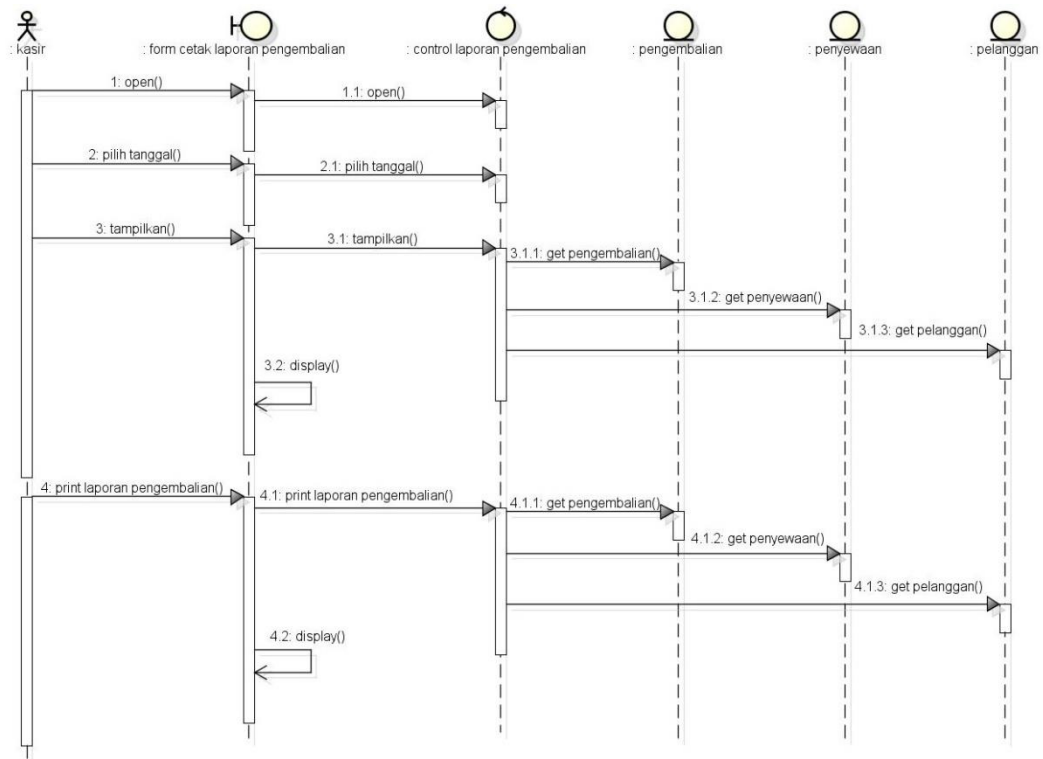 : kasir
: form cetak laporan pengembalian
: control laporan pengembalian
: pengembalian
: penyewaan
: pelanggan
1: open()
1.1: open()
2: pilih tanggal()
2.1: pilih tanggal()
3: tampilkan()
3.1: tampilkan()
3.1.1: get pengembalian()
3.1.2: get penyewaan()
3.1.3: get pelanggan()
3.2: display()
4: print laporan pengembalian()
4.1: print laporan pengembalian()
4.1.1: get pengembalian()
4.1.2: get penyewaan()
4.1.3: get pelanggan()
4.2: display()